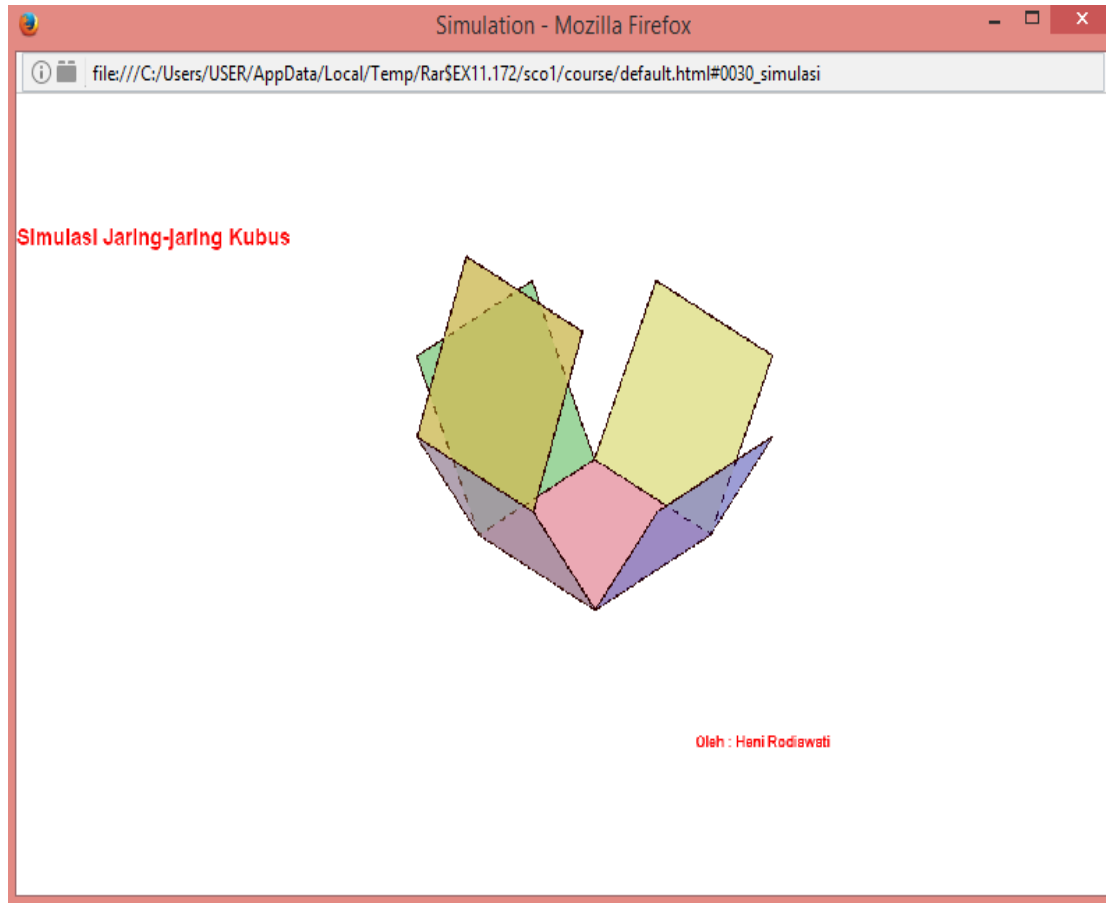 Simulation - Mozilla Firefox
file:///C:/Users/USER/AppData/Local/Temp/Rar$EX11.172/sco1/course/default.html#0030_simulasi
Simulasi Jaring-jaring Kubus
Oleh : Heni Rodiawati